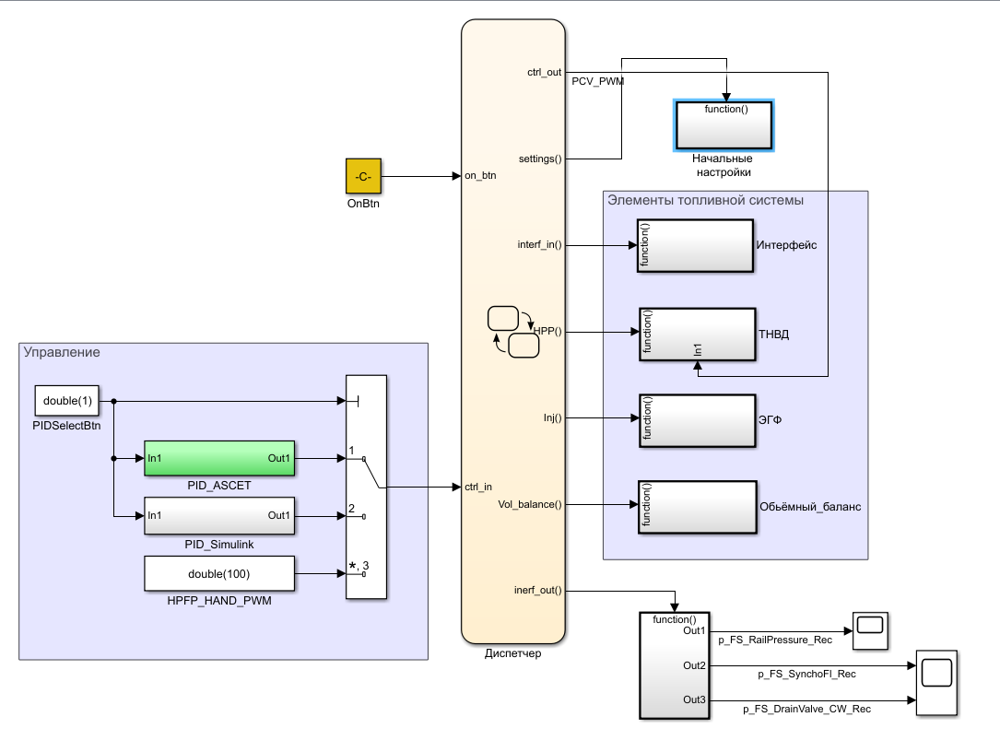 ctrl_out
PCV_PWM
function()
Начальные
настройки
settings()
-C-
OnBtn
on_btn
Элементы топливной системы
interf_in()
function()
Интерфейс
HPP()
function()
In1
ТНВД
Управление
double(1)
PIDSelectBtn
In1
Out1
PID_ASCET
1
In1
Out1
PID_Simulink
2
double(100)
HPFP_HAND_PWM
*, 3
ctrl_in
Inj()
function()
ЭГФ
Vol_balance()
function()
Обьёмный_баланс
inerf_out()
Диспетчер
function()
Out1
p_FS_RailPressure_Rec
Out2
p_FS_SynchoFl_Rec
Out3
p_FS_DrainValve_CW_Rec